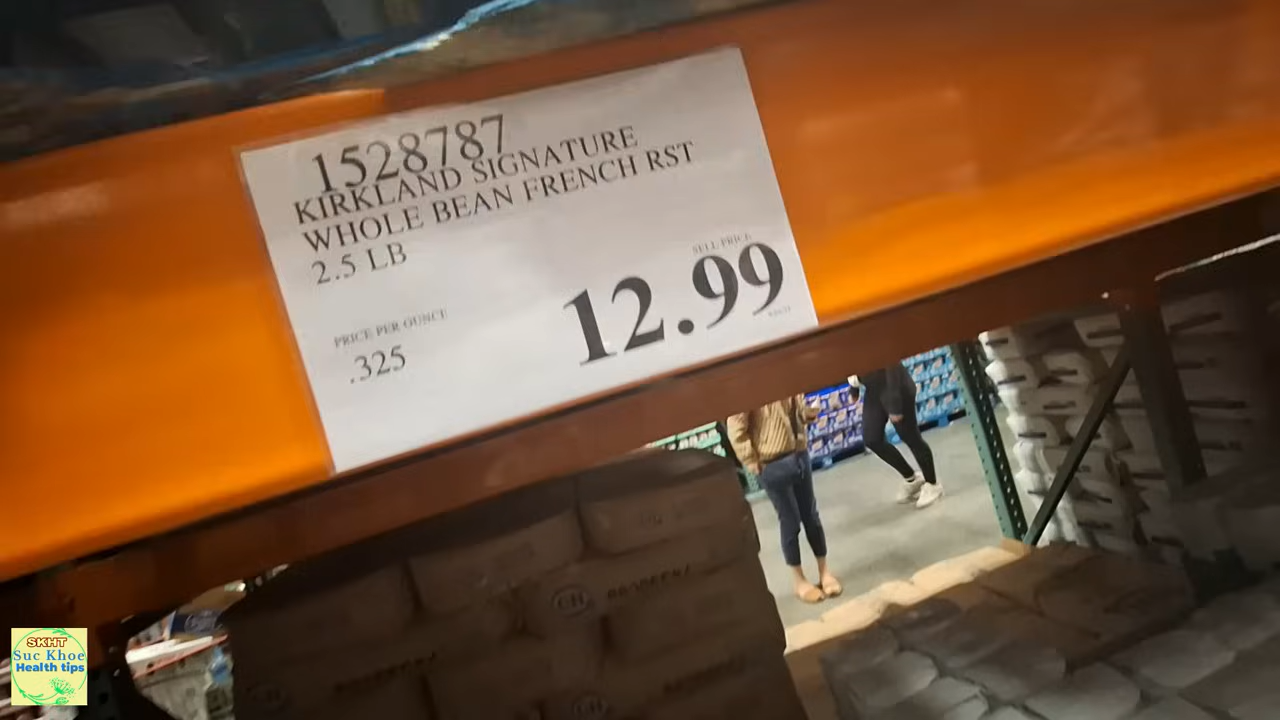 1528787
KIRKLAND SIGNATURE
WHOLE BEAN FRENCH RST
2.5 LB
SELL PRICE
12.99
PRICE PER OUNCE
.325
SKHT
Suc Khoe
Health tips